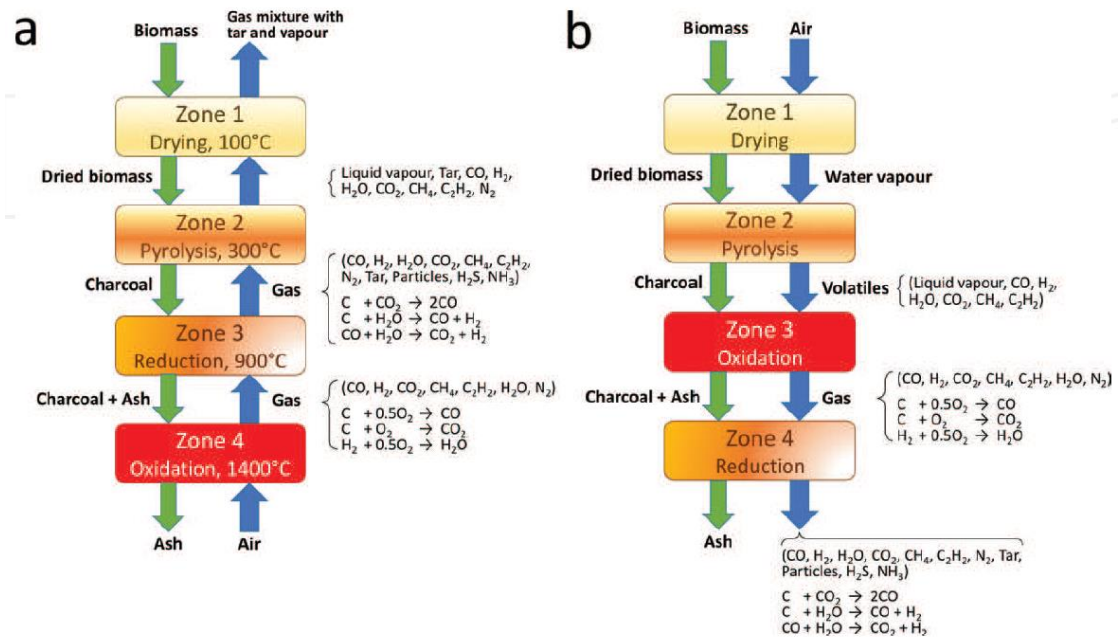 a
Biomass
Gas mixture with
tar and vapour
Zone 1
Drying, 100°C
Dried biomass
{ Liquid vapour, Tar, CO, H₂,
H₂O, CO₂, CH₄, C₂H₂, N₂
Zone 2
Pyrolysis, 300°C
Charcoal
Gas
(CO, H₂, H₂O, CO₂, CH₄, C₂H₂,
N₂, Tar, Particles, H₂S, NH₃)
C + CO₂ → 2CO
C + H₂O → CO + H₂
CO + H₂O → CO₂ + H₂
Zone 3
Reduction, 900°C
Charcoal + Ash
Gas
(CO, H₂, CO₂, CH₄, C₂H₂, H₂O, N₂)
C + 0.5O₂ → CO
C + O₂ → CO₂
H₂ + 0.5O₂ → H₂O
Zone 4
Oxidation, 1400°C
Ash
Air
b
Biomass
Air
Zone 1
Drying
Dried biomass
Water vapour
Zone 2
Pyrolysis
Charcoal
Volatiles
(Liquid vapour, CO, H₂,
H₂O, CO₂, CH₄, C₂H₂)
Zone 3
Oxidation
Charcoal + Ash
Gas
(CO, H₂, CO₂, CH₄, C₂H₂, H₂O, N₂)
C + 0.5O₂ → CO
C + O₂ → CO₂
H₂ + 0.5O₂ → H₂O
Zone 4
Reduction
Ash
(CO, H₂, H₂O, CO₂, CH₄, C₂H₂, N₂, Tar,
Particles, H₂S, NH₃)
C + CO₂ → 2CO
C + H₂O → CO + H₂
CO + H₂O → CO₂ + H₂